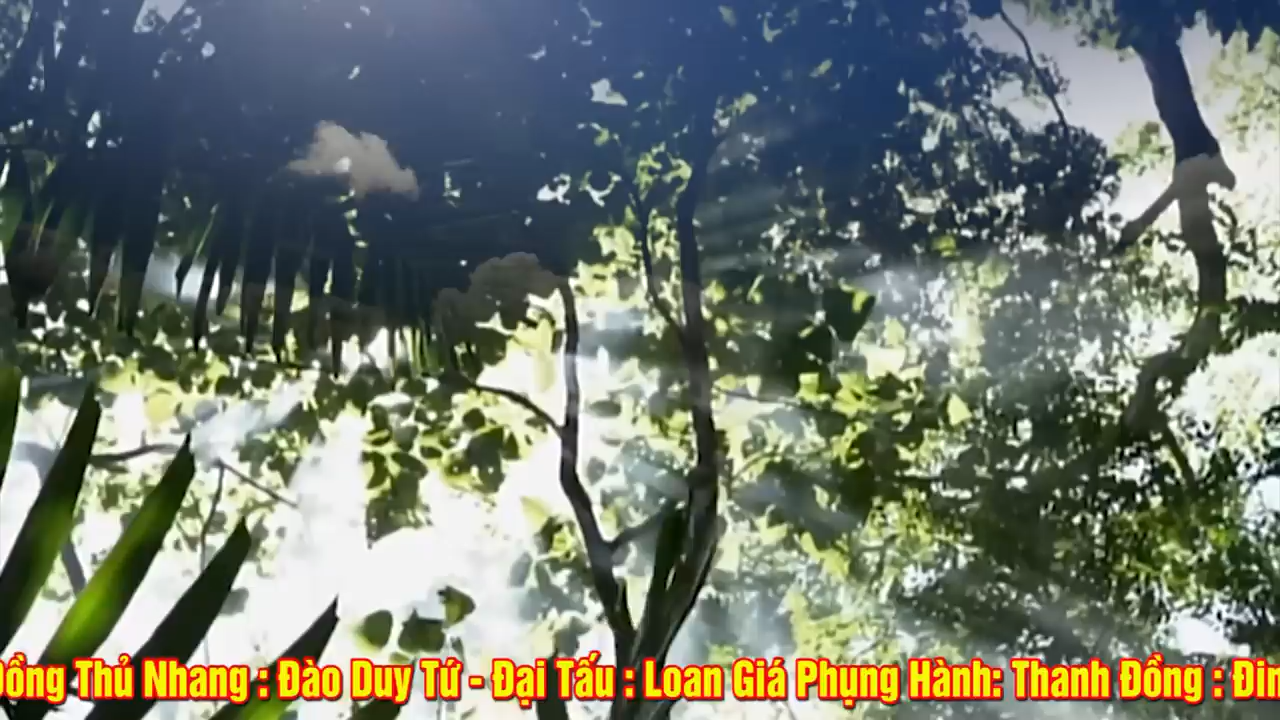 Đồng Thủ Nhang : Đào Duy Tứ - Đại Tấu : Loan Giá Phụng Hành: Thanh Đồng : Đin